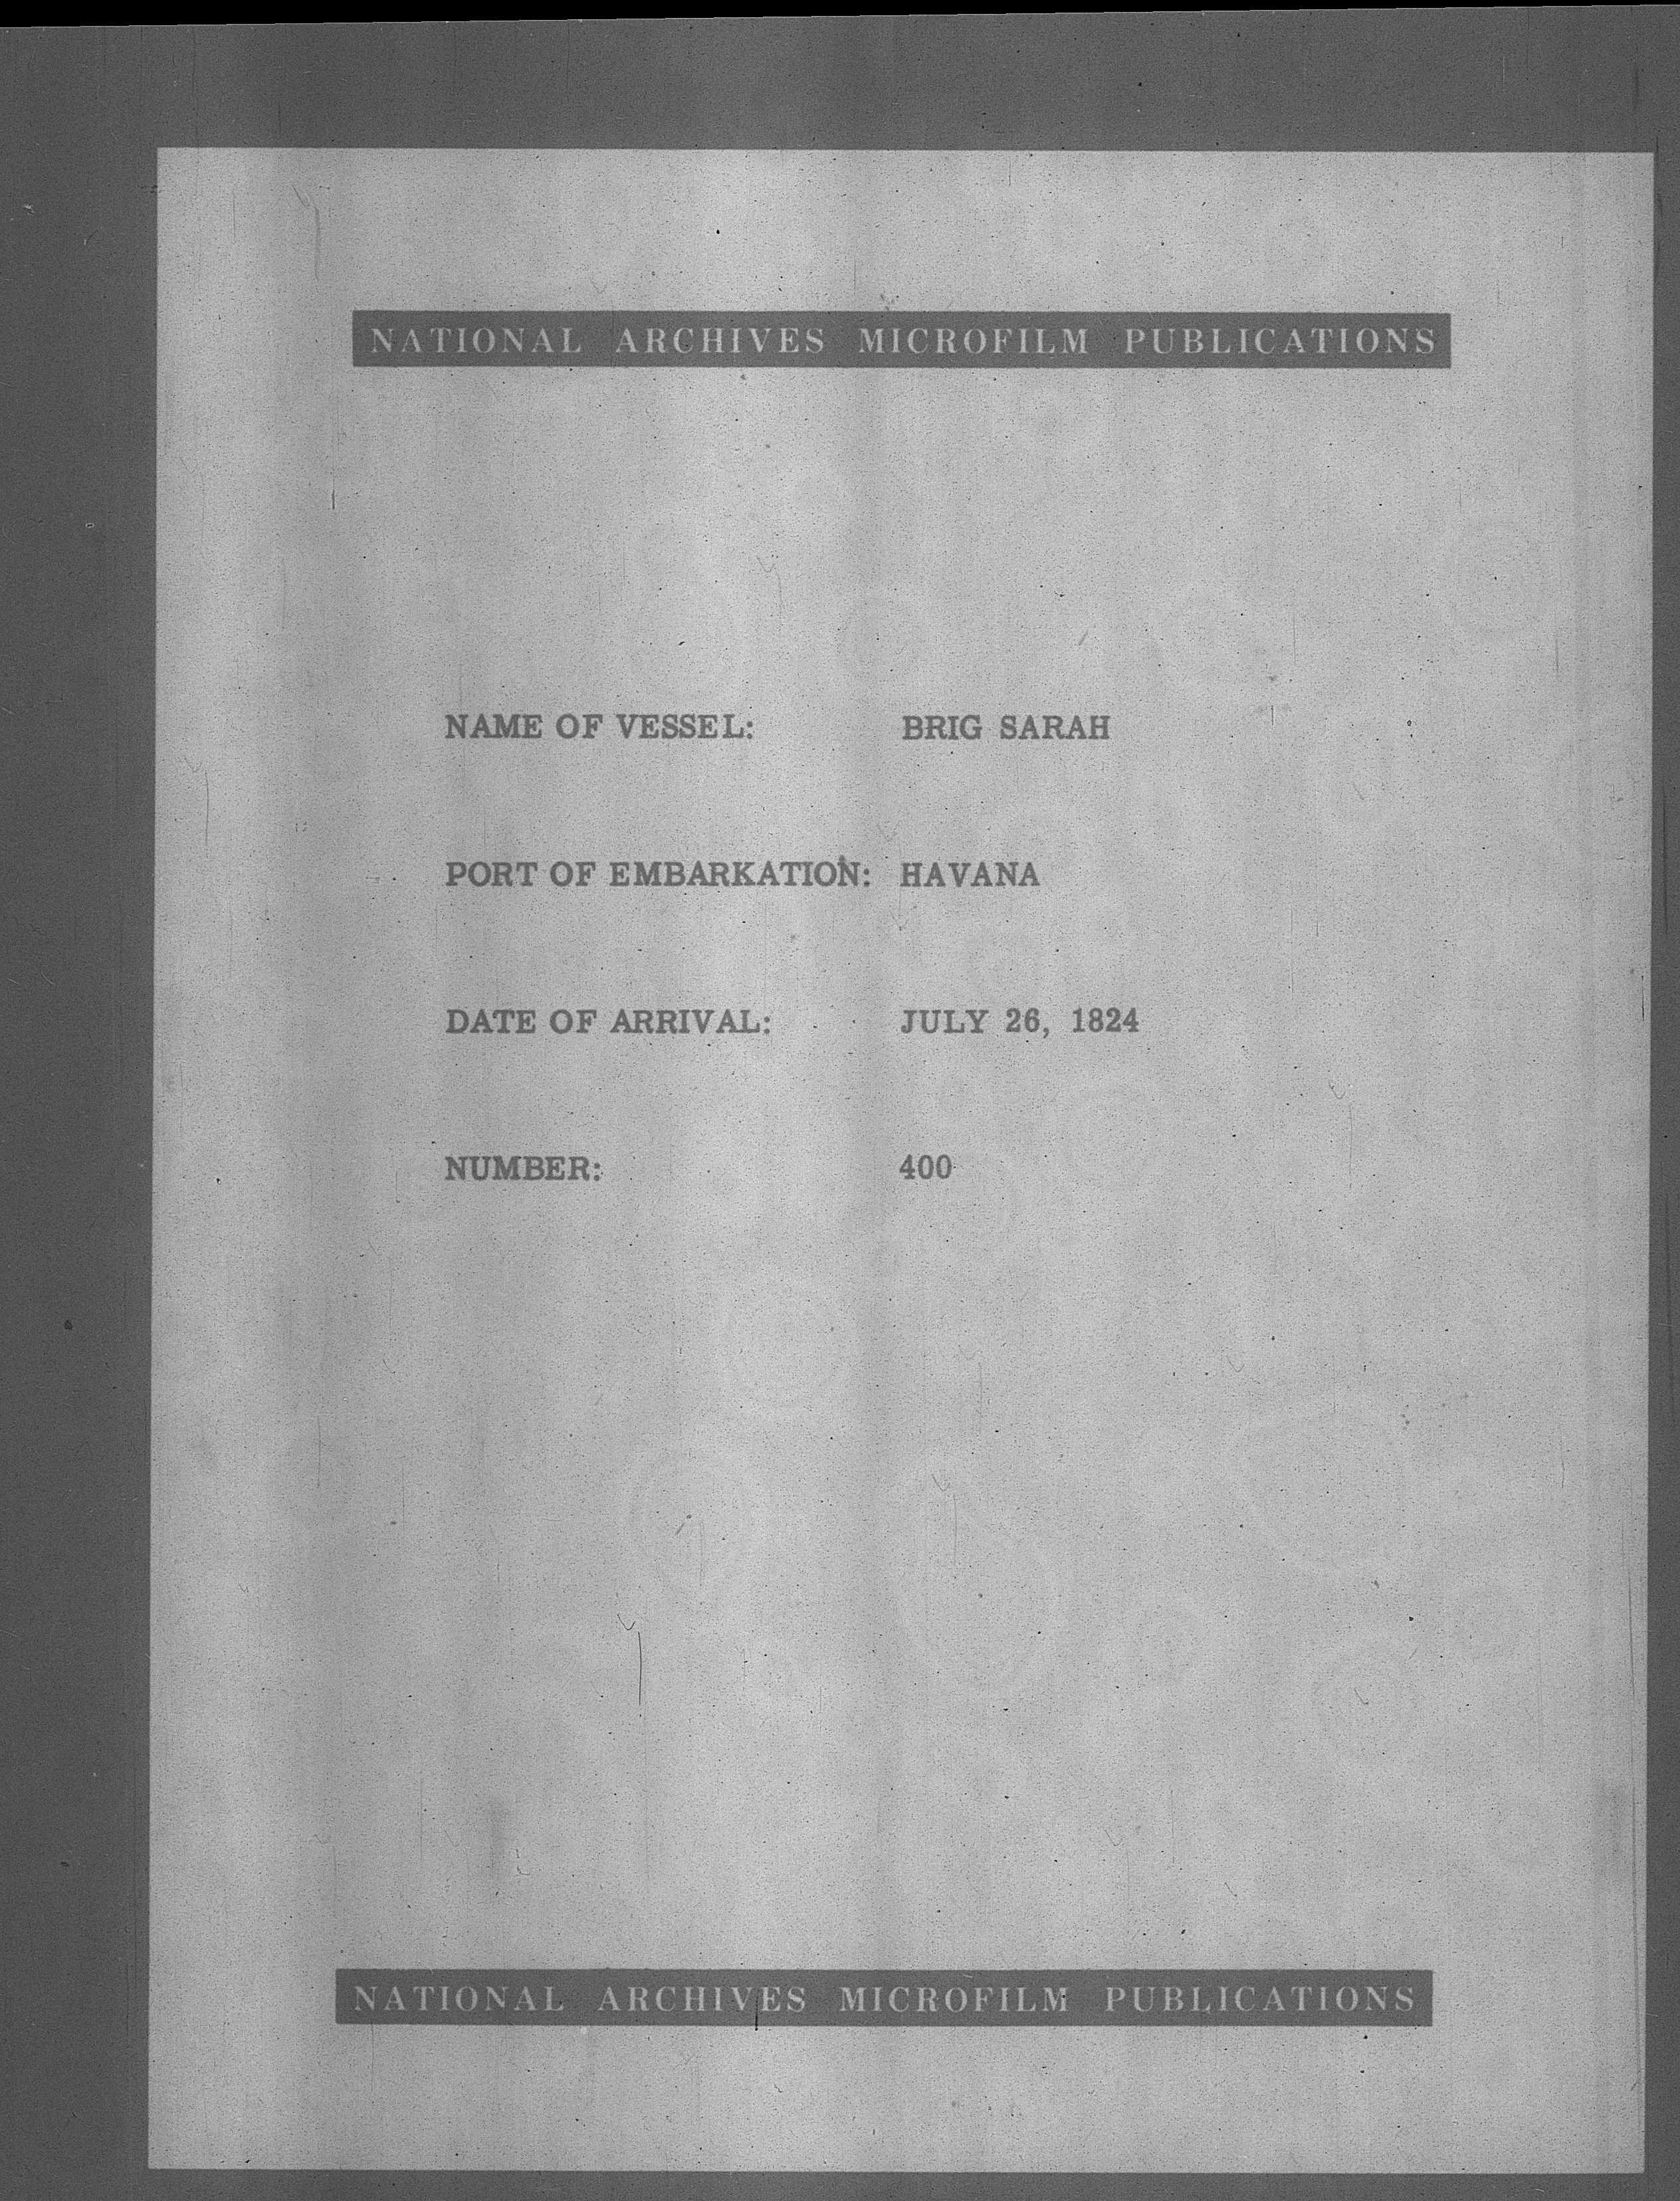 NATIONAL ARCHIVES MICROFILM PUBLICATIONS
NAME OF VESSEL: BRIG SARAH
PORT OF EMBARKATION: HAVANA
DATE OF ARRIVAL: JULY 26, 1824
NUMBER: 400
NATIONAL ARCHIVES MICROFILM PUBLICATIONS